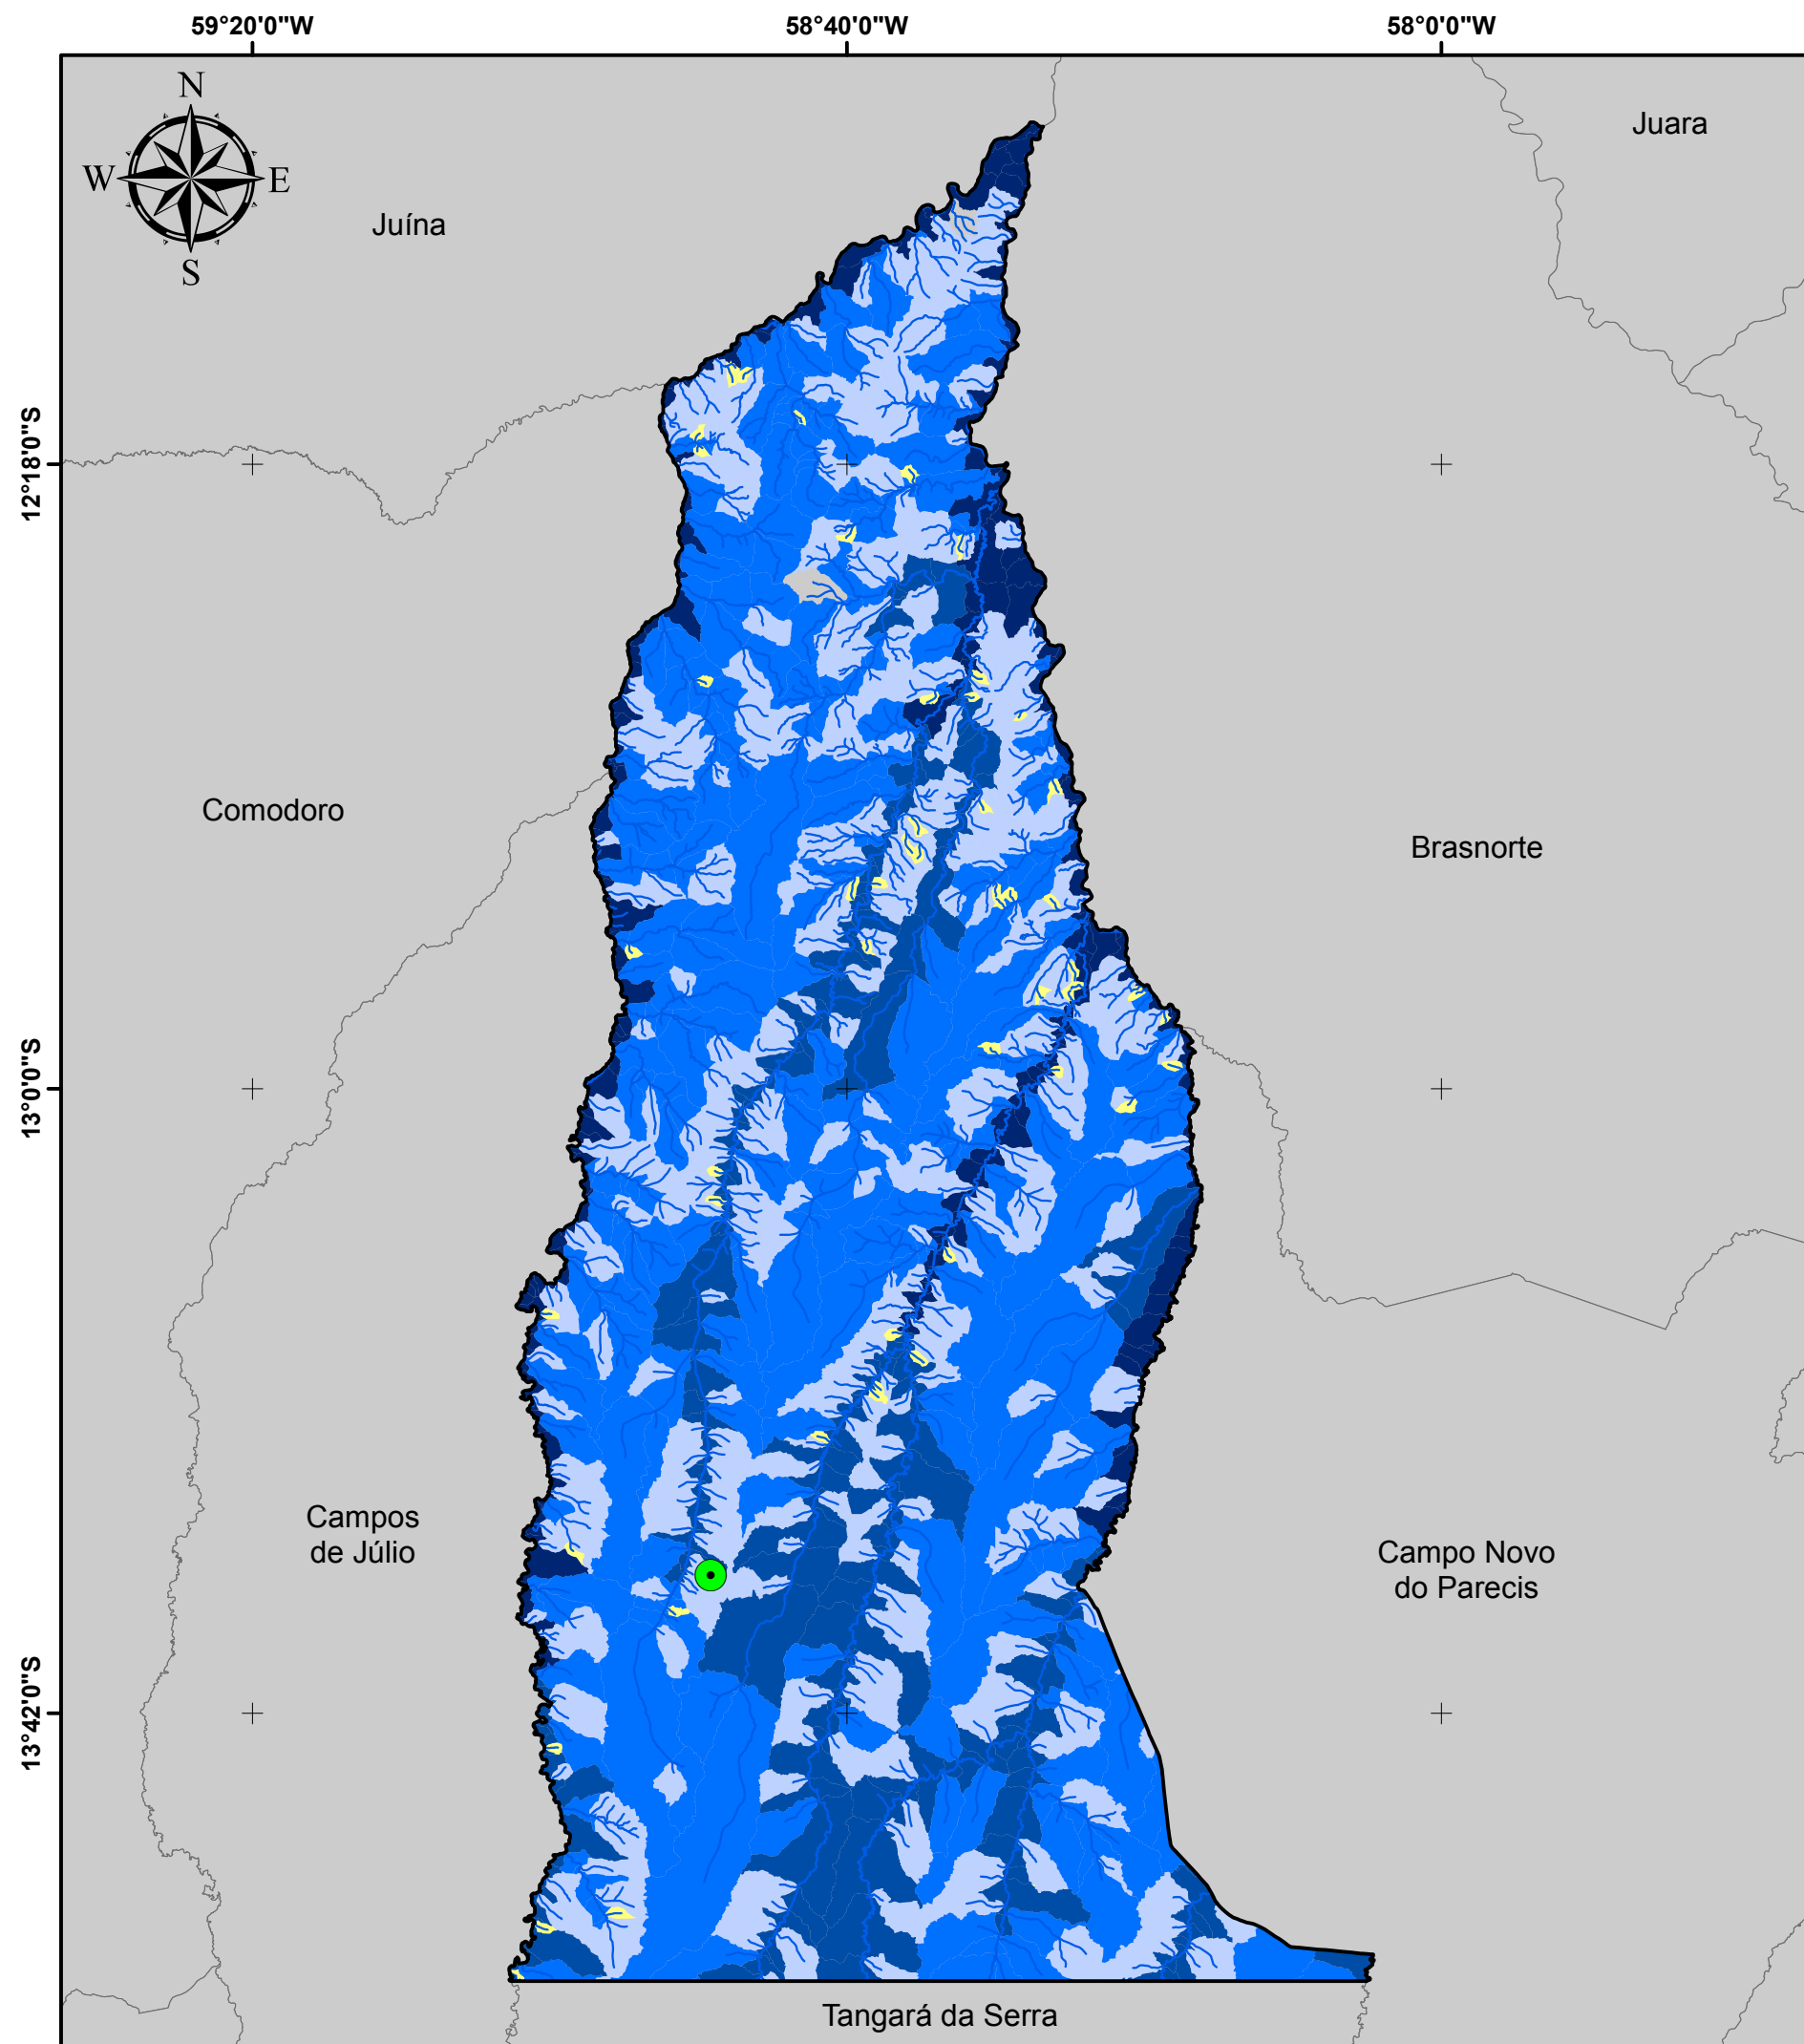 59°20'0"W
58°40'0"W
58°0'0"W
N
W
E
S
Juara
Juína
12°18'0"S
Comodoro
Brasnorte
13°0'0"S
Campos
de Júlio
Campo Novo
do Parecis
13°42'0"S
Tangará da Serra